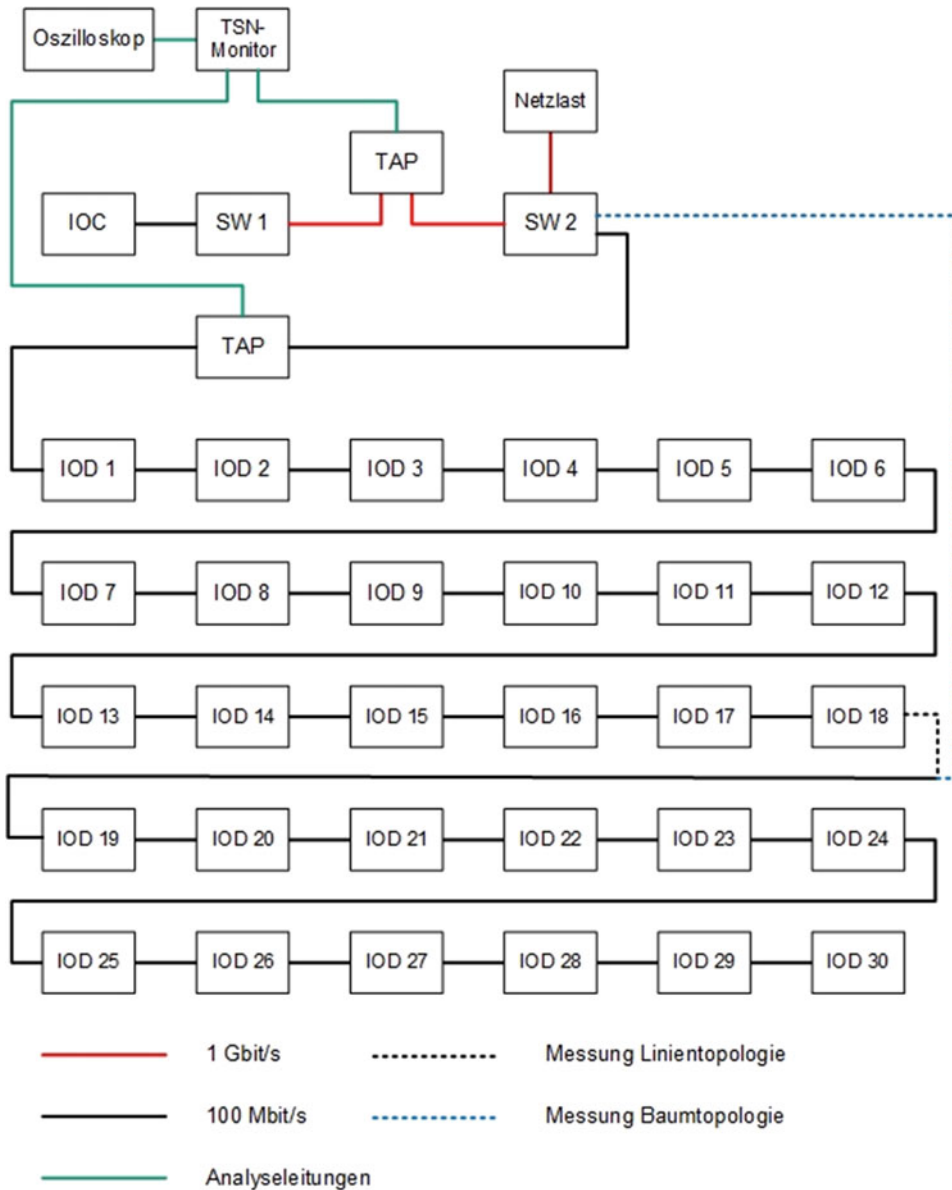 Oszilloskop
TSN-
Monitor
Netzlast
TAP
IOC
SW 1
SW 2
TAP
IOD 1
IOD 2
IOD 3
IOD 4
IOD 5
IOD 6
IOD 7
IOD 8
IOD 9
IOD 10
IOD 11
IOD 12
IOD 13
IOD 14
IOD 15
IOD 16
IOD 17
IOD 18
IOD 19
IOD 20
IOD 21
IOD 22
IOD 23
IOD 24
IOD 25
IOD 26
IOD 27
IOD 28
IOD 29
IOD 30
1 Gbit/s
Messung Linientopologie
100 Mbit/s
Messung Baumtopologie
Analyseleitungen